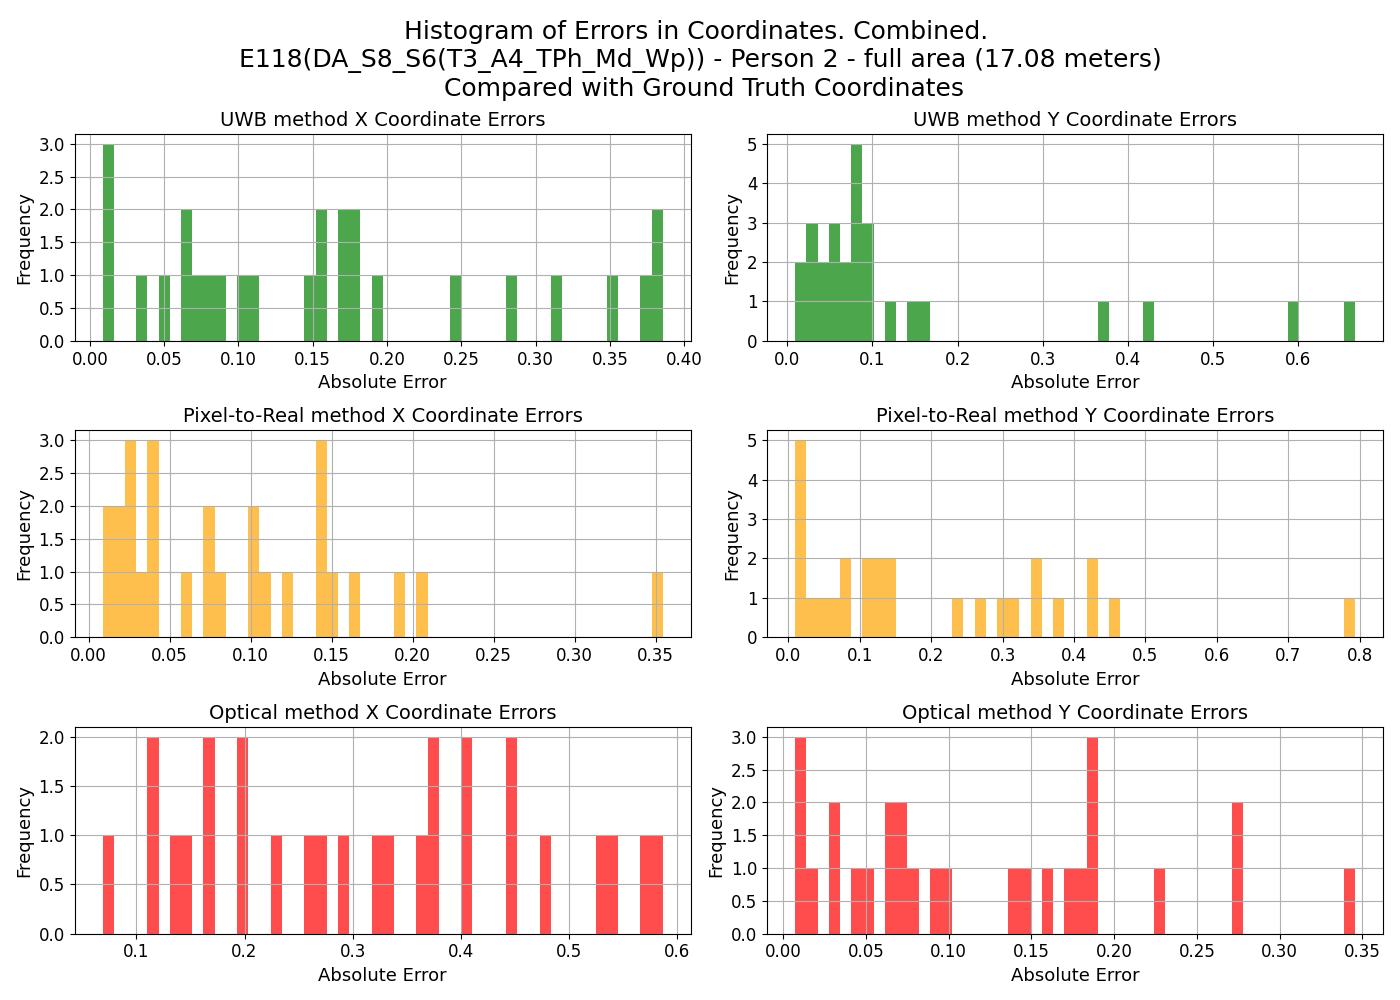 Histogram of Errors in Coordinates. Combined.
E118(DA_S8_S6(T3_A4_TPh_Md_Wp)) - Person 2 - full area (17.08 meters)
Compared with Ground Truth Coordinates
UWB method X Coordinate Errors
Frequency
3.0
2.5
2.0
1.5
1.0
0.5
0.0
0.00 0.05 0.10 0.15 0.20 0.25 0.30 0.35 0.40
Absolute Error
UWB method Y Coordinate Errors
Frequency
5
4
3
2
1
0
0.0 0.1 0.2 0.3 0.4 0.5 0.6
Absolute Error
Pixel-to-Real method X Coordinate Errors
Frequency
3.0
2.5
2.0
1.5
1.0
0.5
0.0
0.00 0.05 0.10 0.15 0.20 0.25 0.30 0.35
Absolute Error
Pixel-to-Real method Y Coordinate Errors
Frequency
5
4
3
2
1
0
0.0 0.1 0.2 0.3 0.4 0.5 0.6 0.7 0.8
Absolute Error
Optical method X Coordinate Errors
Frequency
2.0
1.5
1.0
0.5
0.0
0.1 0.2 0.3 0.4 0.5 0.6
Absolute Error
Optical method Y Coordinate Errors
Frequency
3.0
2.5
2.0
1.5
1.0
0.5
0.0
0.00 0.05 0.10 0.15 0.20 0.25 0.30 0.35
Absolute Error